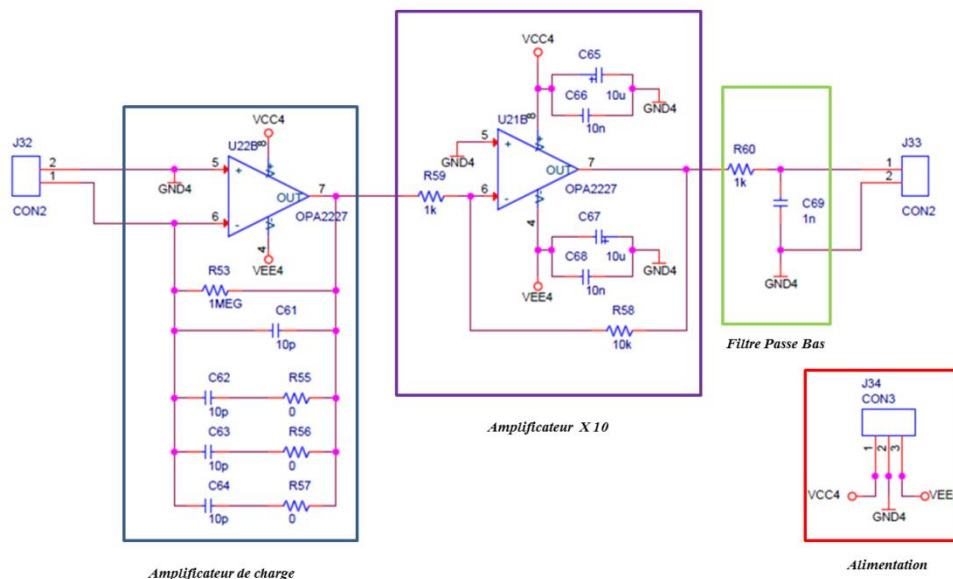 J32
2
1
CON2
GND4
VCC4
U22B
8
5
+
V+
OUT
7
OPA2227
6
-
V-
4
VEE4
R53
1MEG
C61
10p
C62
10p
R55
0
C63
10p
R56
0
C64
10p
R57
0
Amplificateur de charge
R59
1k
VCC4
C65
10u
C66
10n
GND4
U21B
8
5
GND4
+
V+
OUT
7
OPA2227
6
-
V-
4
C67
10u
C68
10n
GND4
VEE4
R58
10k
Amplificateur X 10
R60
1k
C69
1n
GND4
Filtre Passe Bas
J33
1
2
CON2
J34
CON3
1
2
3
VCC4
GND4
VEE
Alimentation